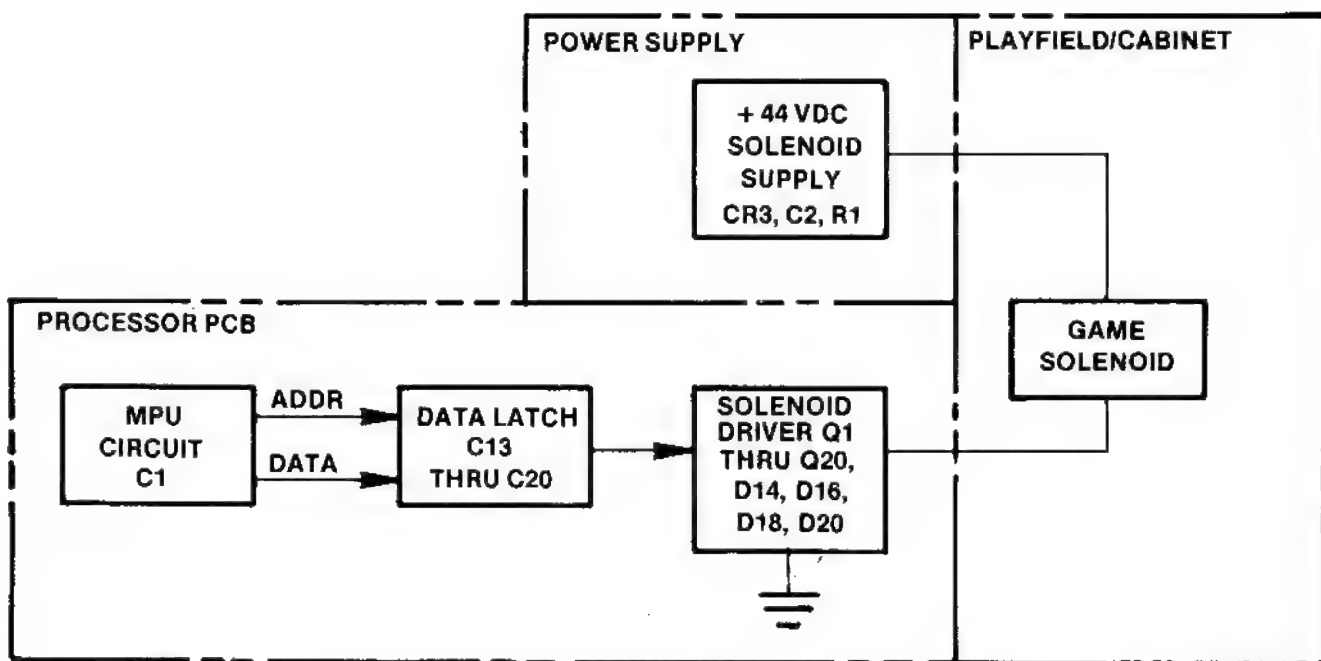 POWER SUPPLY
PLAYFIELD/CABINET
+ 44 VDC
SOLENOID
SUPPLY
CR3, C2, R1
PROCESSOR PCB
GAME
SOLENOID
MPU
CIRCUIT
C1
ADDR
DATA
DATA LATCH
C13
THRU C20
SOLENOID
DRIVER Q1
THRU Q20,
D14, D16,
D18, D20